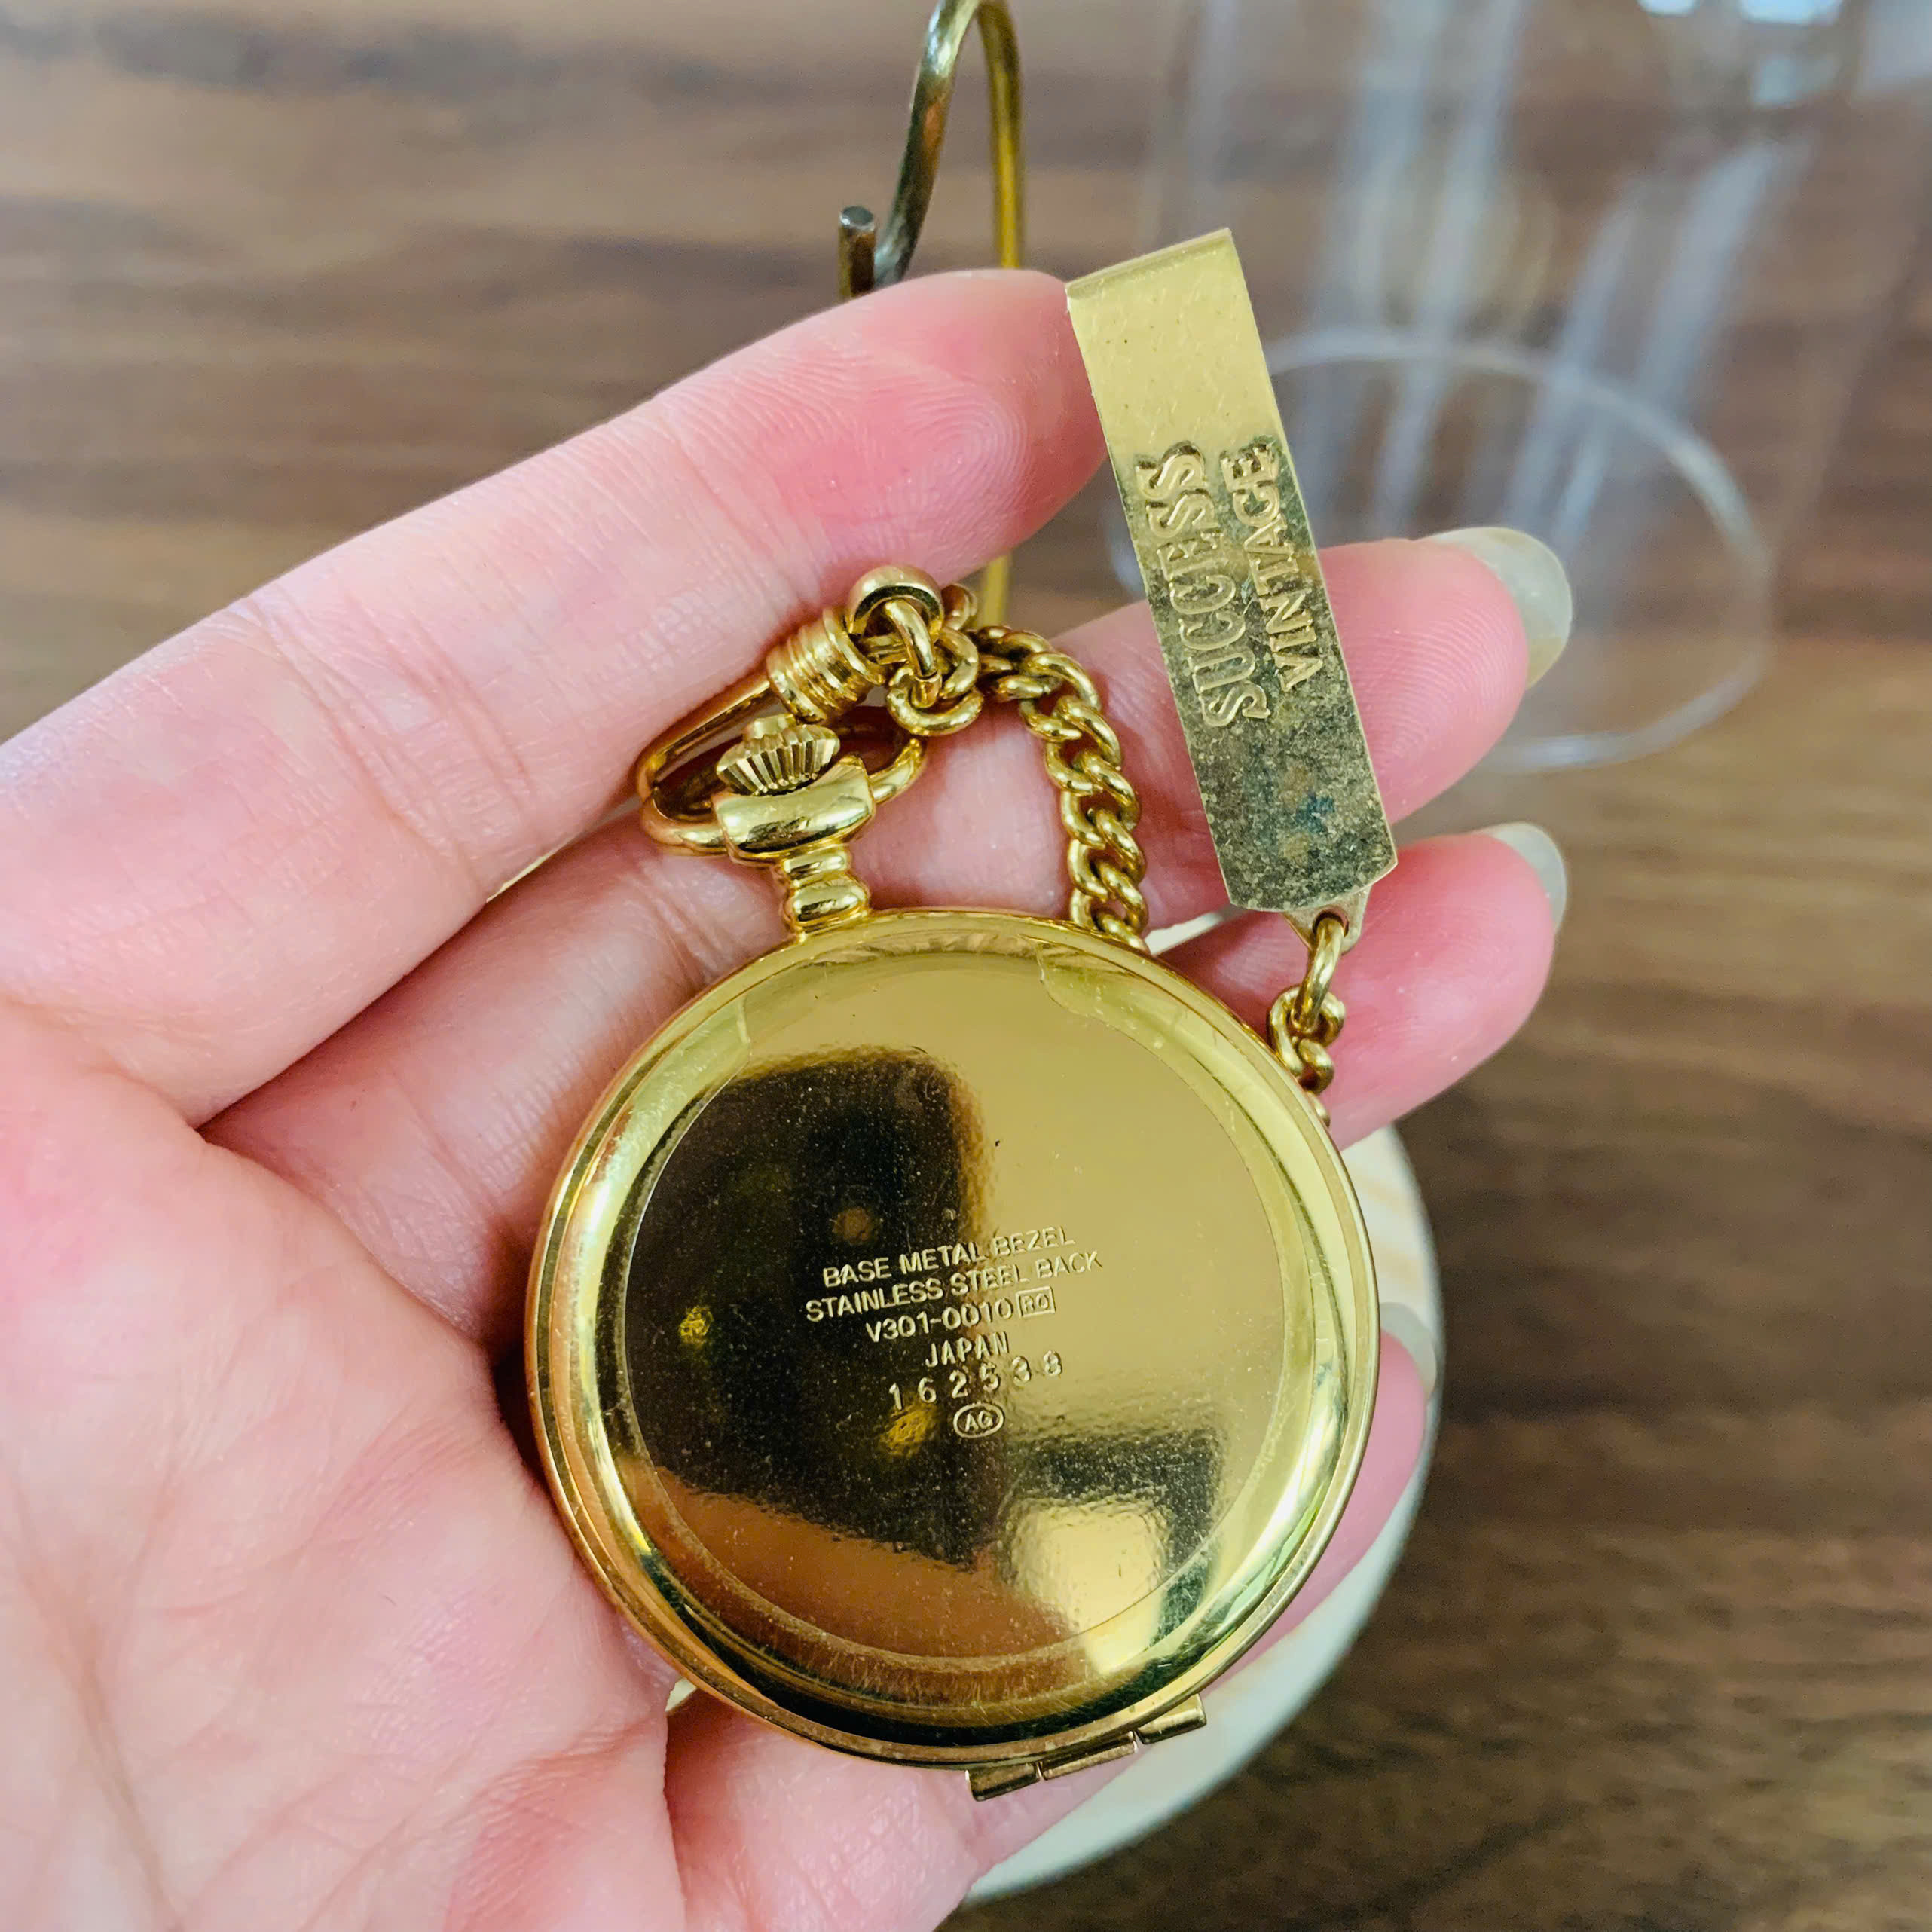 SUCCESS
VINTAGE
BASE METAL BEZEL
STAINLESS STEEL BACK
V301-0010 RO
JAPAN
162538
AG